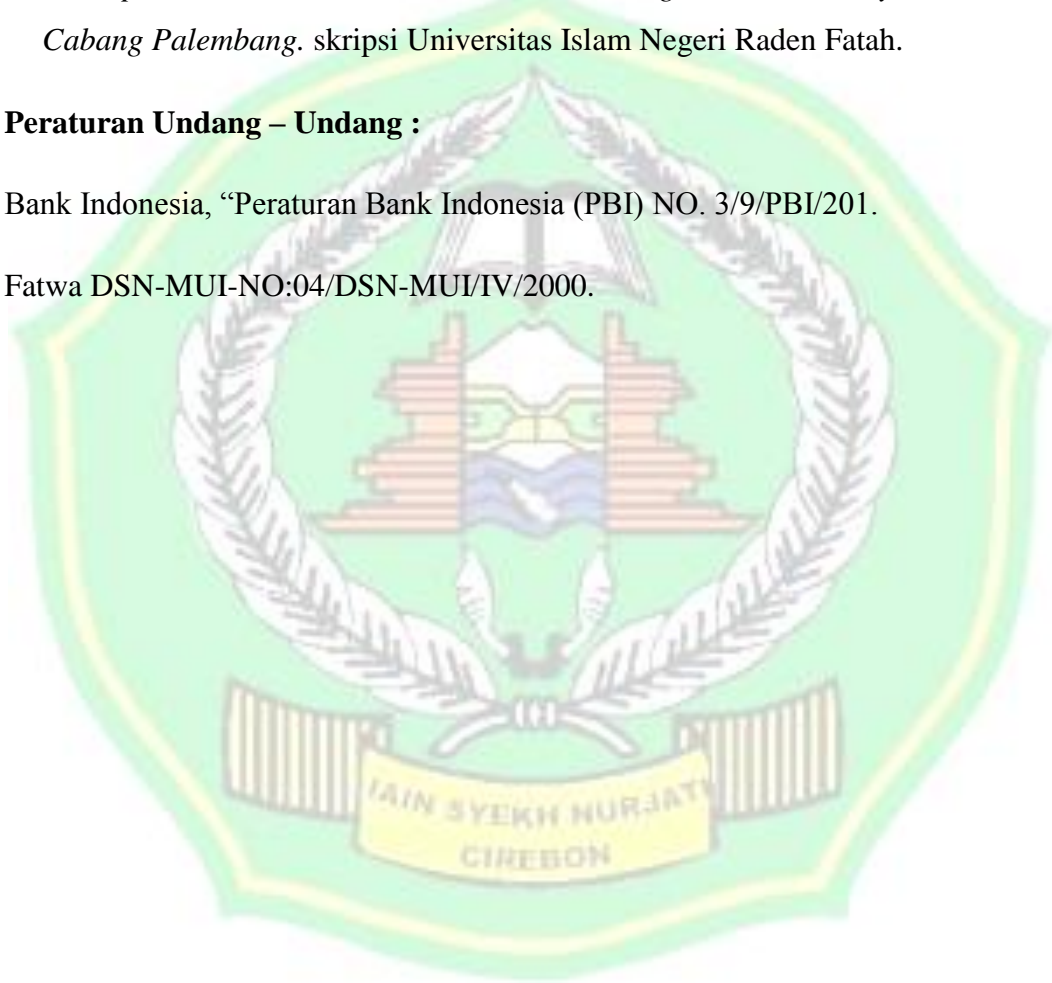 Cabang Palembang. skripsi Universitas Islam Negeri Raden Fatah.
Peraturan Undang – Undang :
Bank Indonesia, “Peraturan Bank Indonesia (PBI) NO. 3/9/PBI/201.
Fatwa DSN-MUI-NO:04/DSN-MUI/IV/2000.
IAIN SYEKH NURJATI
CIREBON